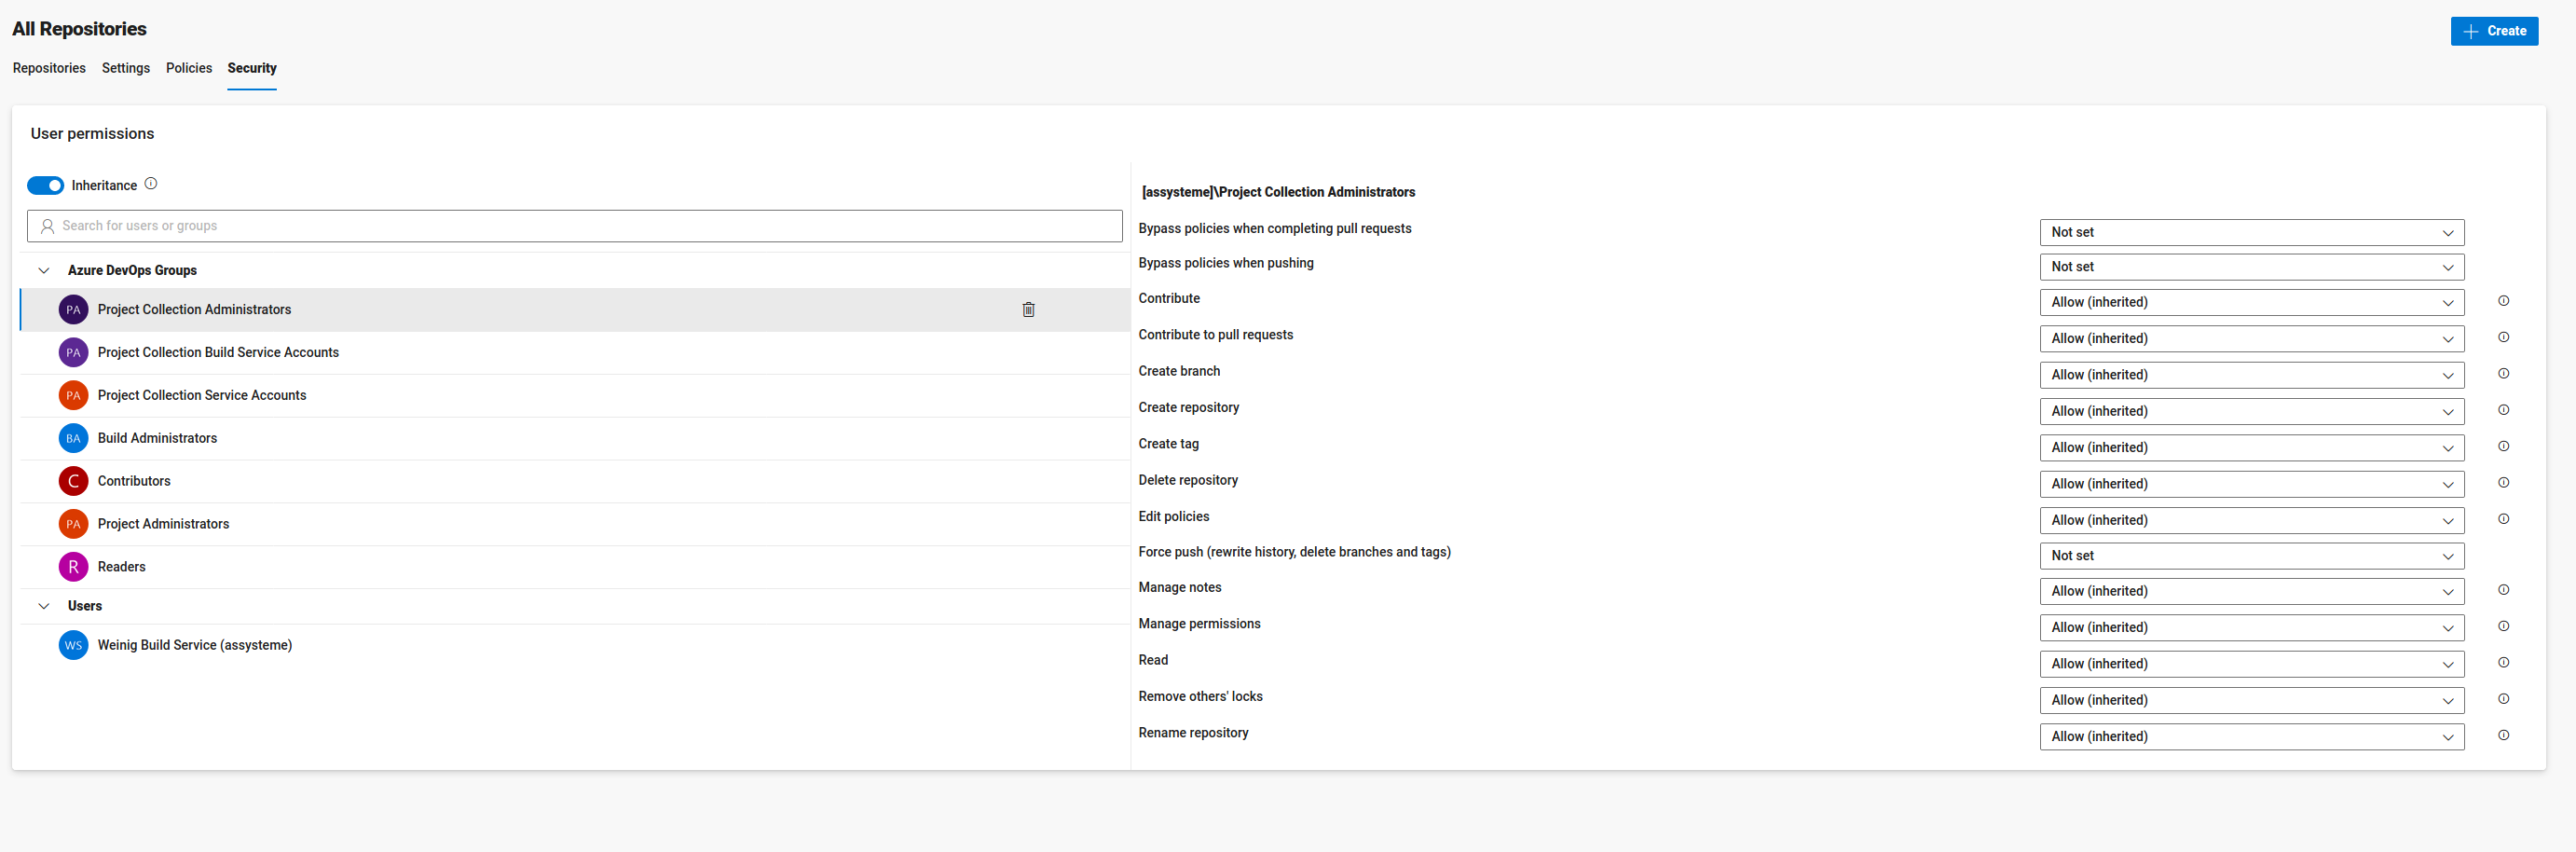 All Repositories
Create
Repositories Settings Policies Security
User permissions
Inheritance
Search for users or groups
Azure DevOps Groups
PA Project Collection Administrators
PA Project Collection Build Service Accounts
PA Project Collection Service Accounts
BA Build Administrators
C Contributors
PA Project Administrators
R Readers
Users
WS Weinig Build Service (assysteme)
[assysteme]\Project Collection Administrators
Bypass policies when completing pull requests Not set
Bypass policies when pushing Not set
Contribute Allow (inherited)
Contribute to pull requests Allow (inherited)
Create branch Allow (inherited)
Create repository Allow (inherited)
Create tag Allow (inherited)
Delete repository Allow (inherited)
Edit policies Allow (inherited)
Force push (rewrite history, delete branches and tags) Not set
Manage notes Allow (inherited)
Manage permissions Allow (inherited)
Read Allow (inherited)
Remove others' locks Allow (inherited)
Rename repository Allow (inherited)